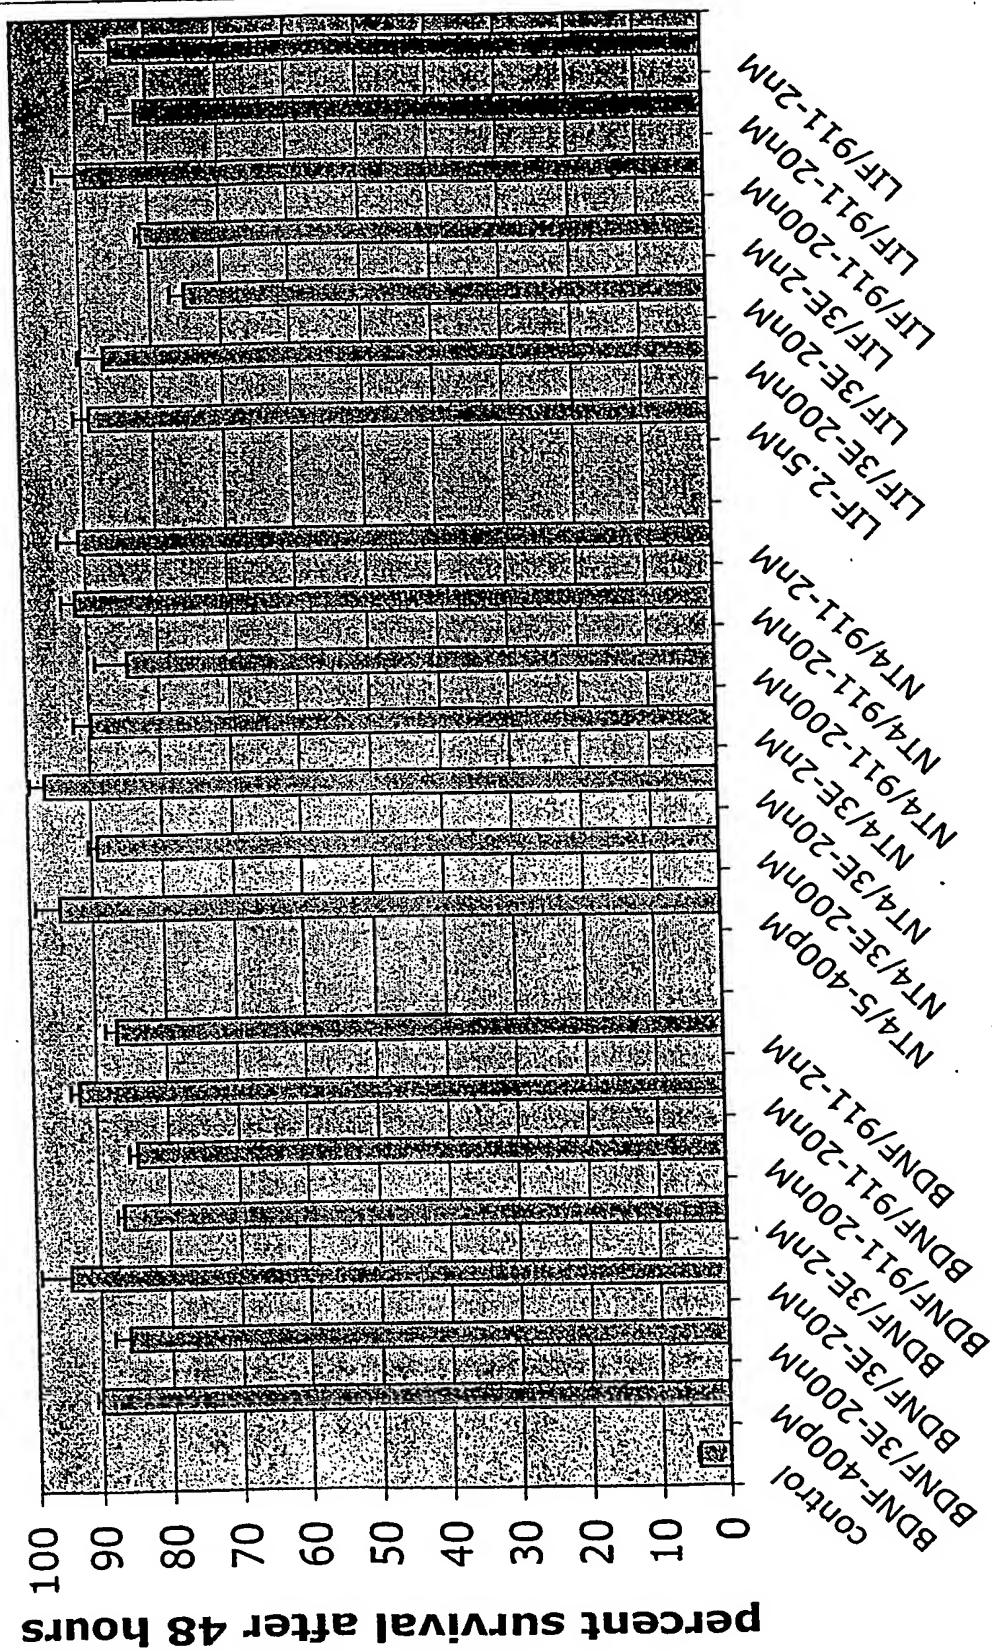 percent survival after 48 hours
100
90
80
70
60
50
40
30
20
10
0
control
BDNF-400pM
BDNF/3E-200nM
BDNF/3E-20nM
BDNF/3E-2nM
BDNF/911-200nM
BDNF/911-20nM
BDNF/911-2nM
NT4/5-400pM
NT4/3E-200nM
NT4/3E-20nM
NT4/3E-2nM
NT4/911-200nM
NT4/911-20nM
NT4/911-2nM
LIF-2.5nM
LIF/3E-200nM
LIF/3E-20nM
LIF/3E-2nM
LIF/911-200nM
LIF/911-20nM
LIF/911-2nM